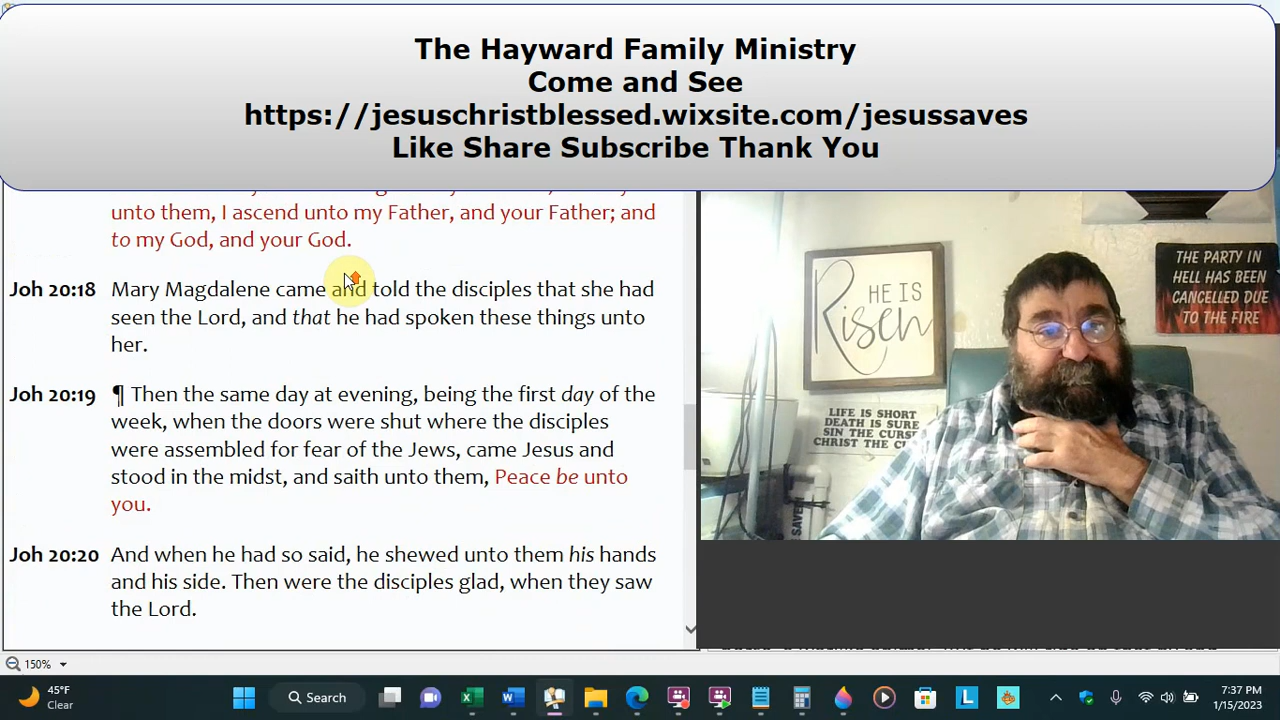 The Hayward Family Ministry
Come and See
https://jesuschristblessed.wixsite.com/jesussaves
Like Share Subscribe Thank You
unto them, I ascend unto my Father, and your Father; and
to my God, and your God.
Joh 20:18 Mary Magdalene came and told the disciples that she had
seen the Lord, and that he had spoken these things unto
her.
Joh 20:19 ¶ Then the same day at evening, being the first day of the
week, when the doors were shut where the disciples
were assembled for fear of the Jews, came Jesus and
stood in the midst, and saith unto them, Peace be unto
you.
Joh 20:20 And when he had so said, he shewed unto them his hands
and his side. Then were the disciples glad, when they saw
the Lord.
HE IS
Risen
THE PARTY IN
HELL HAS BEEN
CANCELLED DUE
TO THE FIRE
LIFE IS SHORT
DEATH IS SURE
SIN THE CURSE
CHRIST THE CU
150%
45°F
Clear
Search
7:37 PM
1/15/2023